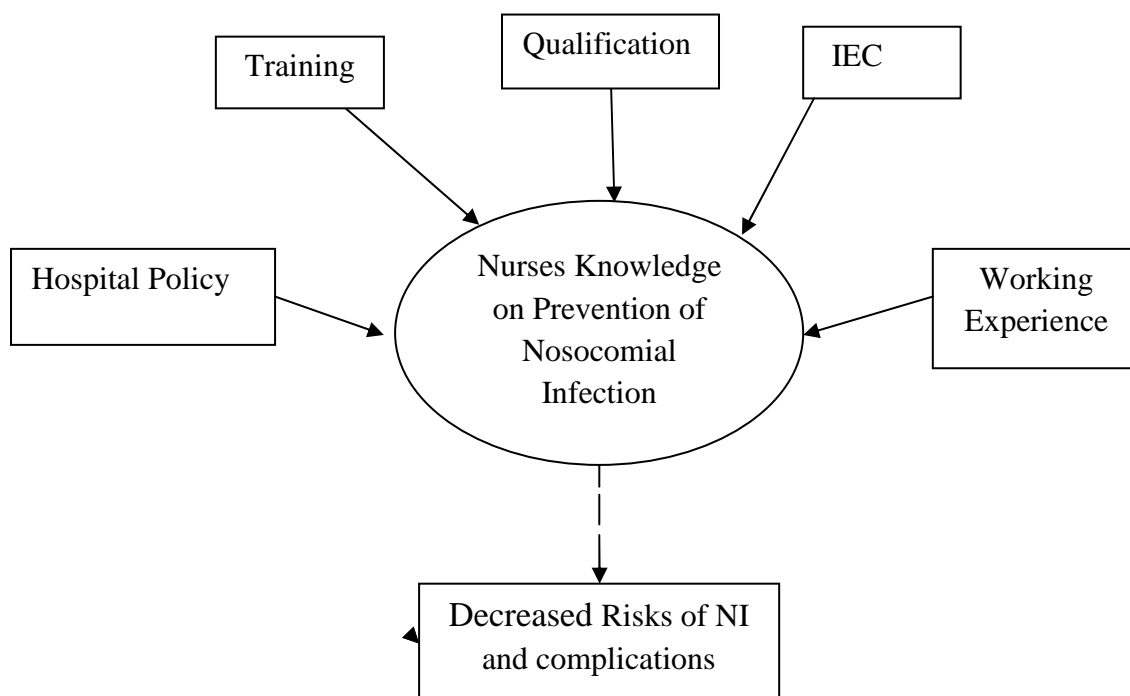 Training
Qualification
IEC
Hospital Policy
Nurses Knowledge
on Prevention of
Nosocomial
Infection
Working
Experience
Decreased Risks of NI
and complications